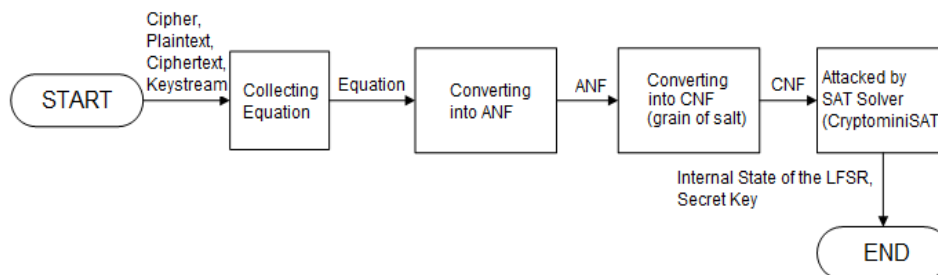 Cipher,
Plaintext,
Ciphertext,
Keystream
START
Collecting
Equation
Equation
Converting
into ANF
ANF
Converting
into CNF
(grain of salt)
CNF
Attacked by
SAT Solver
(CryptominiSAT
Internal State of the LFSR,
Secret Key
END